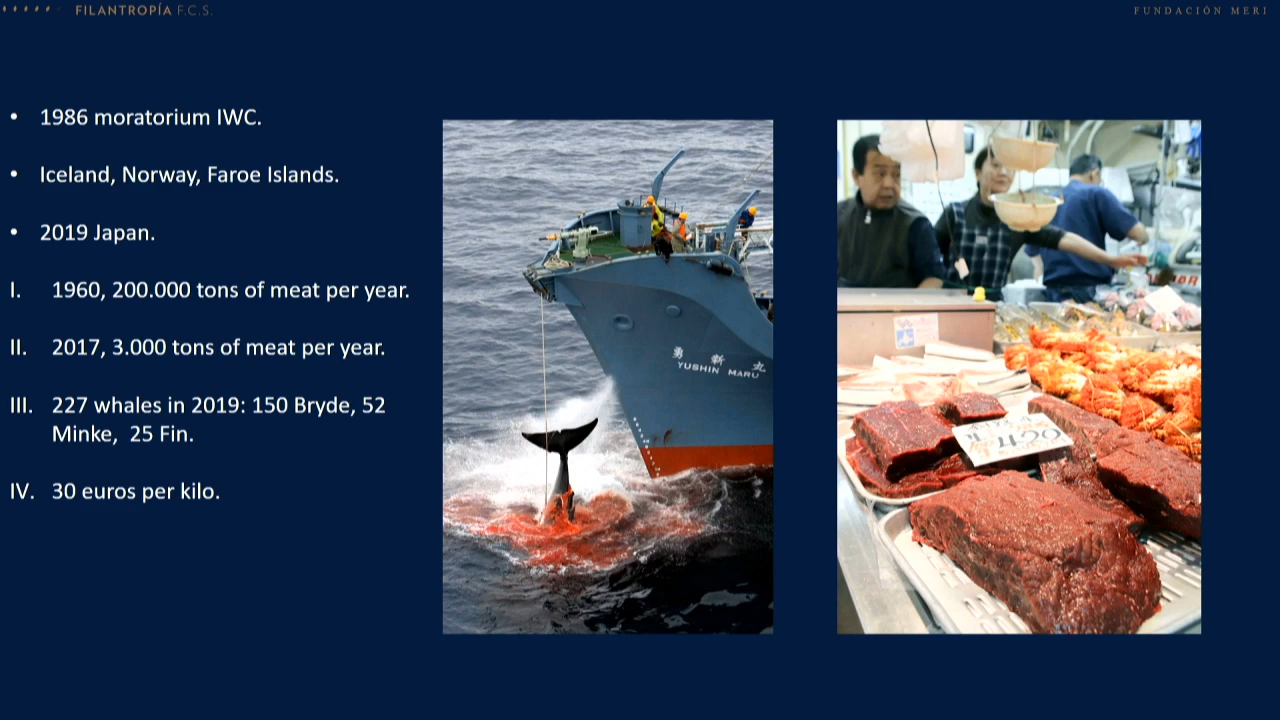 FILANTROPÍA F.C.S.
FUNDACIÓN MERI
• 1986 moratorium IWC.
• Iceland, Norway, Faroe Islands.
• 2019 Japan.
I. 1960, 200.000 tons of meat per year.
II. 2017, 3.000 tons of meat per year.
III. 227 whales in 2019: 150 Bryde, 52
Minke, 25 Fin.
IV. 30 euros per kilo.
勇新丸
YUSHIN MARU